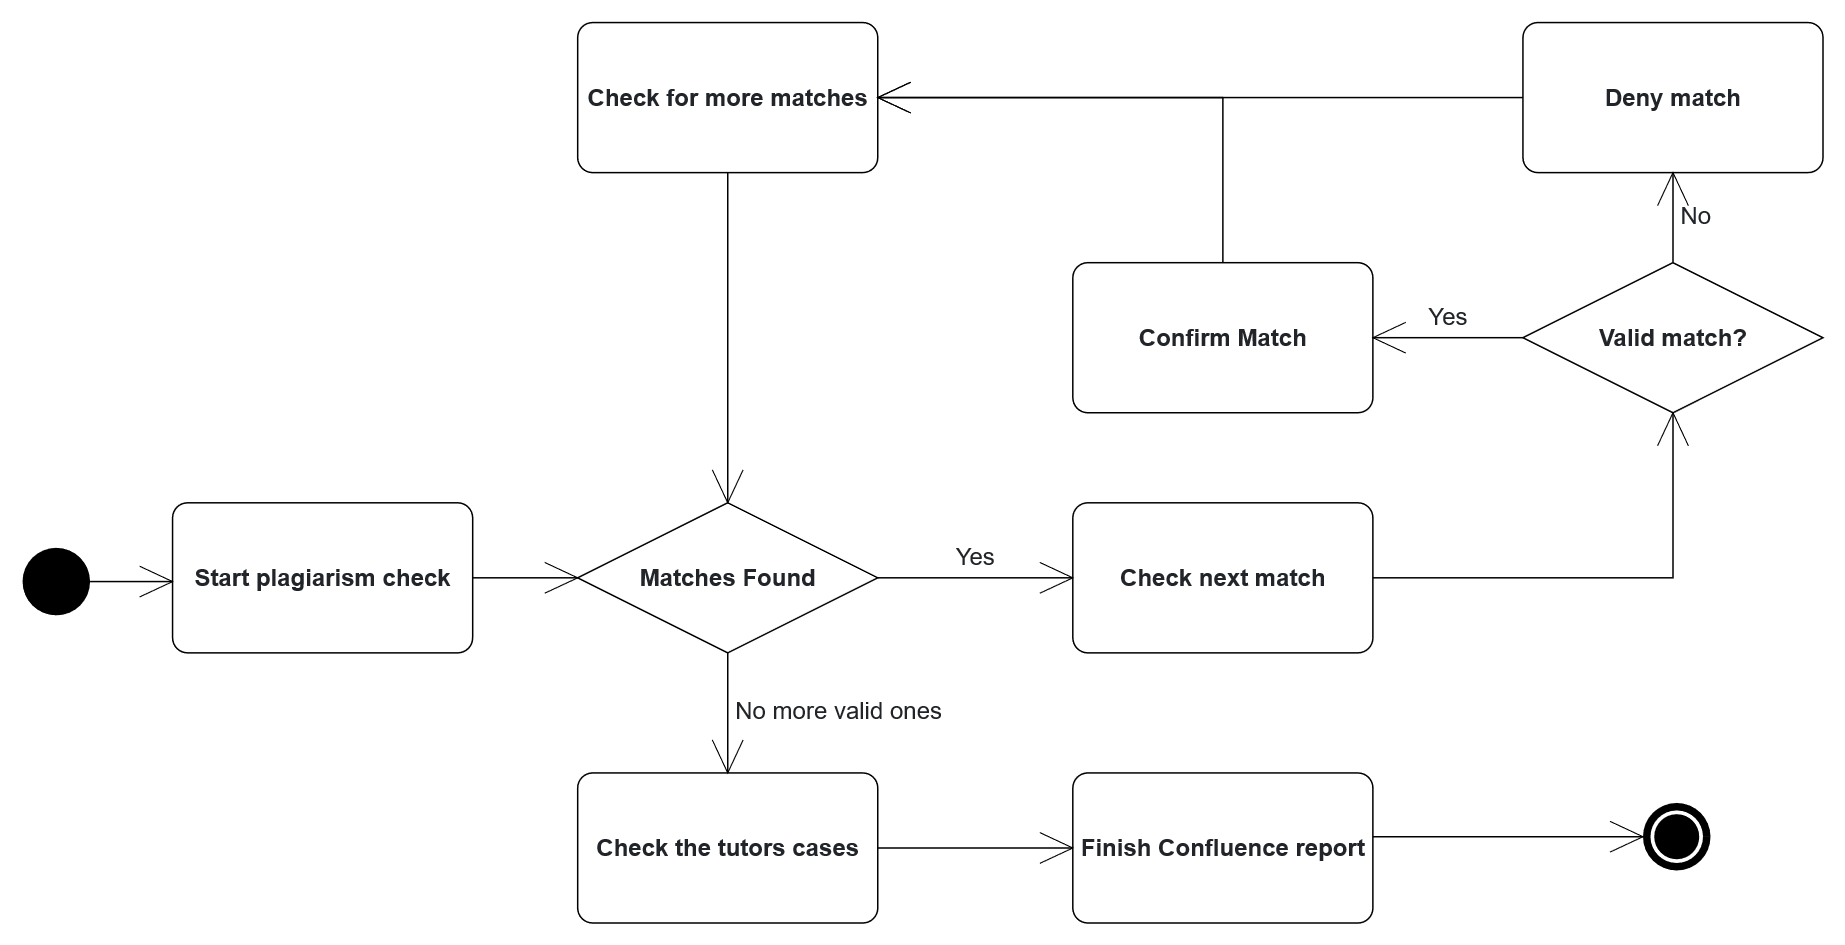 Check for more matches
Deny match
No
Yes
Confirm Match
Valid match?
Start plagiarism check
Matches Found
Yes
Check next match
No more valid ones
Check the tutors cases
Finish Confluence report